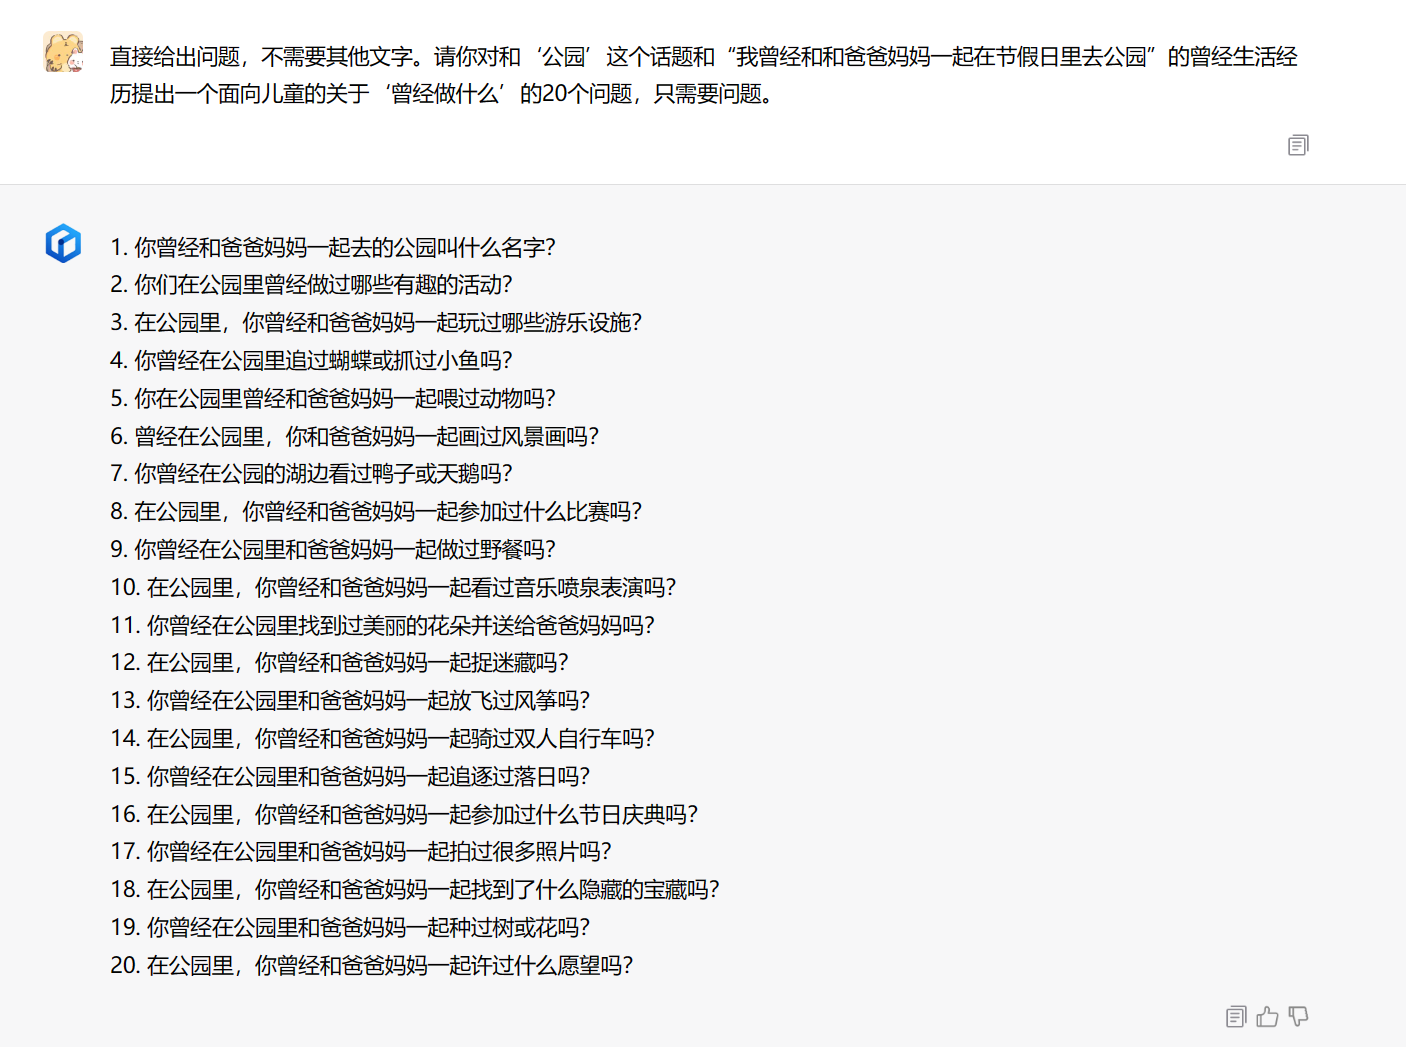 直接给出问题，不需要其他文字。请你对和‘公园’这个话题和“我曾经和和爸爸妈妈一起在节假日里去公园”的曾经生活经
历提出一个面向儿童的关于‘曾经做什么’的20个问题，只需要问题。
1. 你曾经和爸爸妈妈一起去的公园叫什么名字？
2. 你们在公园里曾经做过哪些有趣的活动？
3. 在公园里，你曾经和爸爸妈妈一起玩过哪些游乐设施？
4. 你曾经在公园里追过蝴蝶或抓过小鱼吗？
5. 你在公园里曾经和爸爸妈妈一起喂过动物吗？
6. 曾经在公园里，你和爸爸妈妈一起画过风景画吗？
7. 你曾经在公园的湖边看过鸭子或天鹅吗？
8. 在公园里，你曾经和爸爸妈妈一起参加过什么比赛吗？
9. 你曾经在公园里和爸爸妈妈一起做过野餐吗？
10. 在公园里，你曾经和爸爸妈妈一起看过音乐喷泉表演吗？
11. 你曾经在公园里找到过美丽的花朵并送给爸爸妈妈吗？
12. 在公园里，你曾经和爸爸妈妈一起捉迷藏吗？
13. 你曾经在公园里和爸爸妈妈一起放飞过风筝吗？
14. 在公园里，你曾经和爸爸妈妈一起骑过双人自行车吗？
15. 你曾经在公园里和爸爸妈妈一起追逐过落日吗？
16. 在公园里，你曾经和爸爸妈妈一起参加过什么节日庆典吗？
17. 你曾经在公园里和爸爸妈妈一起拍过很多照片吗？
18. 在公园里，你曾经和爸爸妈妈一起找到了什么隐藏的宝藏吗？
19. 你曾经在公园里和爸爸妈妈一起种过树或花吗？
20. 在公园里，你曾经和爸爸妈妈一起许过什么愿望吗？